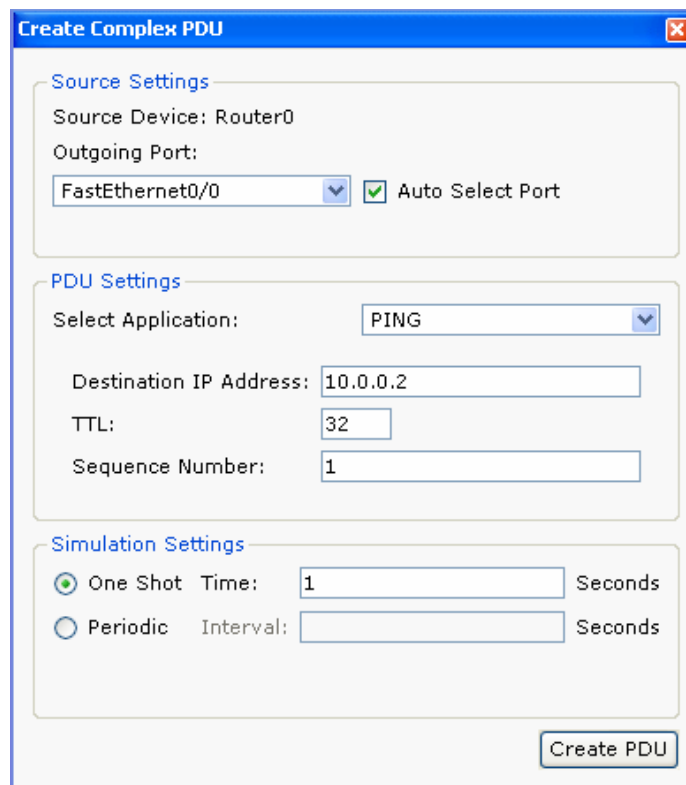 Create Complex PDU
Source Settings
Source Device: Router0
Outgoing Port:
FastEthernet0/0 Auto Select Port
PDU Settings
Select Application: PING
Destination IP Address: 10.0.0.2
TTL: 32
Sequence Number: 1
Simulation Settings
One Shot Time: 1 Seconds
Periodic Interval: Seconds
Create PDU